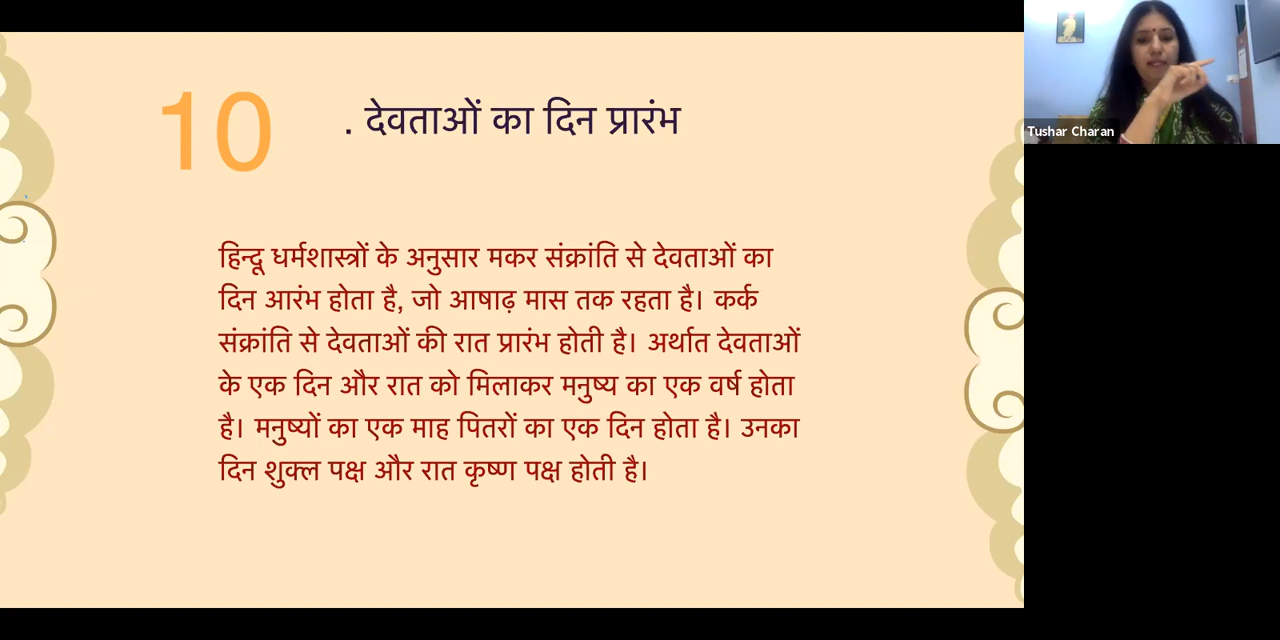 10
. देवताओं का दिन प्रारंभ
हिन्दू धर्मशास्त्रों के अनुसार मकर संक्रांति से देवताओं का
दिन आरंभ होता है, जो आषाढ़ मास तक रहता है। कर्क
संक्रांति से देवताओं की रात प्रारंभ होती है। अर्थात देवताओं
के एक दिन और रात को मिलाकर मनुष्य का एक वर्ष होता
है। मनुष्यों का एक माह पितरों का एक दिन होता है। उनका
दिन शुक्ल पक्ष और रात कृष्ण पक्ष होती है।
Tushar Charan